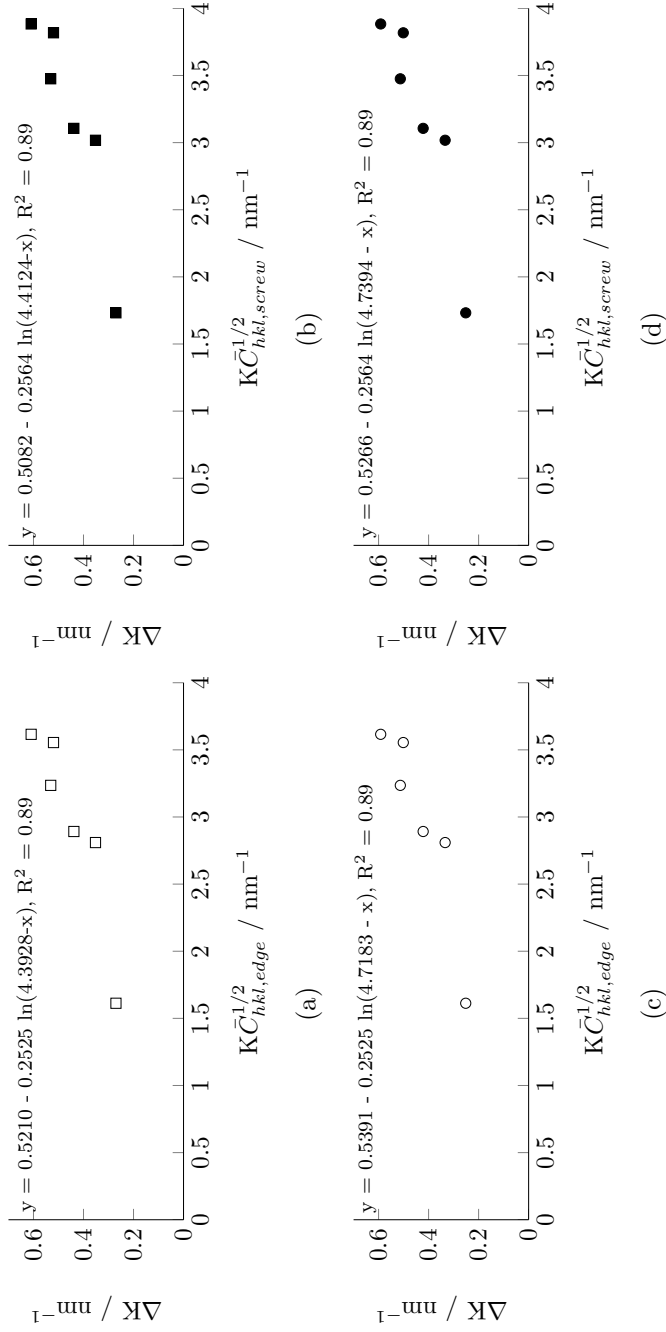 y = 0.5210 - 0.2525 ln(4.3928-x), R² = 0.89
0.6
0.4
0.2
0
ΔK / nm⁻¹
0 0.5 1 1.5 2 2.5 3 3.5 4
KC̄^{1/2}_{hkl,edge} / nm⁻¹
(a)
y = 0.5082 - 0.2564 ln(4.4124-x), R² = 0.89
0.6
0.4
0.2
0
ΔK / nm⁻¹
0 0.5 1 1.5 2 2.5 3 3.5 4
KC̄^{1/2}_{hkl,screw} / nm⁻¹
(b)
y = 0.5391 - 0.2525 ln(4.7183 - x), R² = 0.89
0.6
0.4
0.2
0
ΔK / nm⁻¹
0 0.5 1 1.5 2 2.5 3 3.5 4
KC̄^{1/2}_{hkl,edge} / nm⁻¹
(c)
y = 0.5266 - 0.2564 ln(4.7394 - x), R² = 0.89
0.6
0.4
0.2
0
ΔK / nm⁻¹
0 0.5 1 1.5 2 2.5 3 3.5 4
KC̄^{1/2}_{hkl,screw} / nm⁻¹
(d)